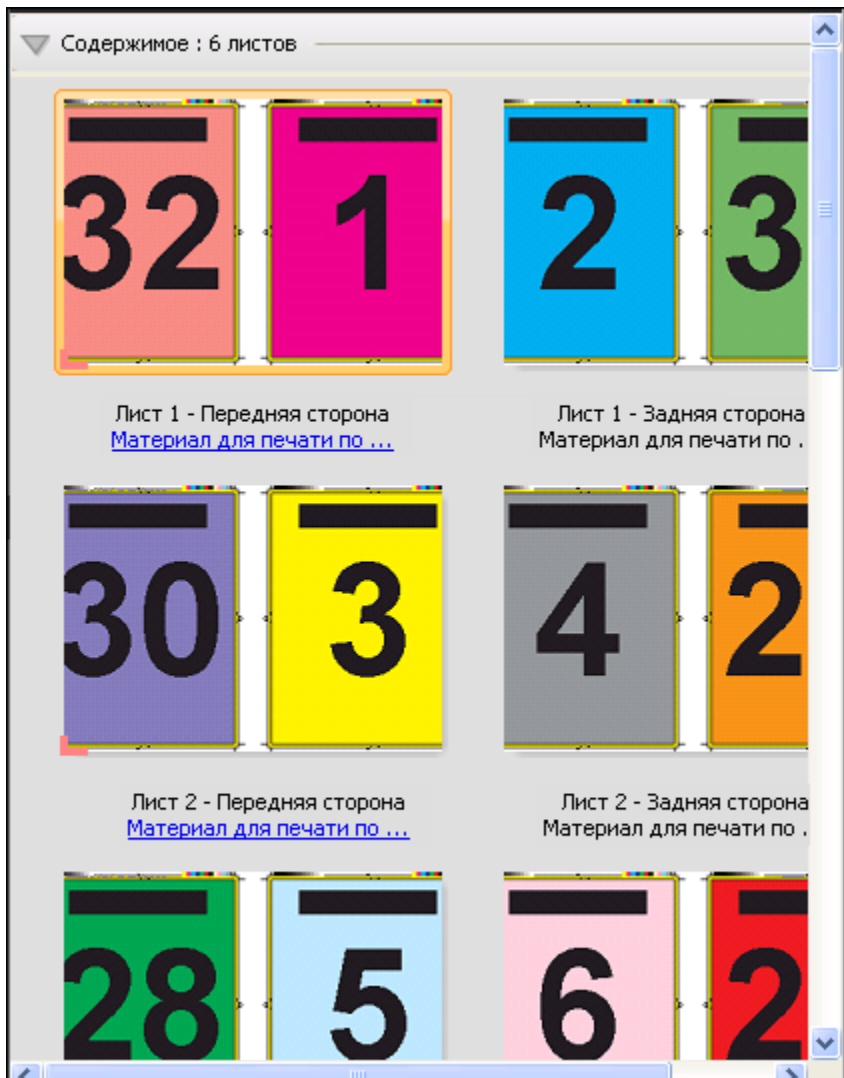 Содержимое : 6 листов
32 1 2 3
Лист 1 - Передняя сторона Лист 1 - Задняя сторона
Материал для печати по ... Материал для печати по .
30 3 4 2
Лист 2 - Передняя сторона Лист 2 - Задняя сторона
Материал для печати по ... Материал для печати по .
28 5 6 2